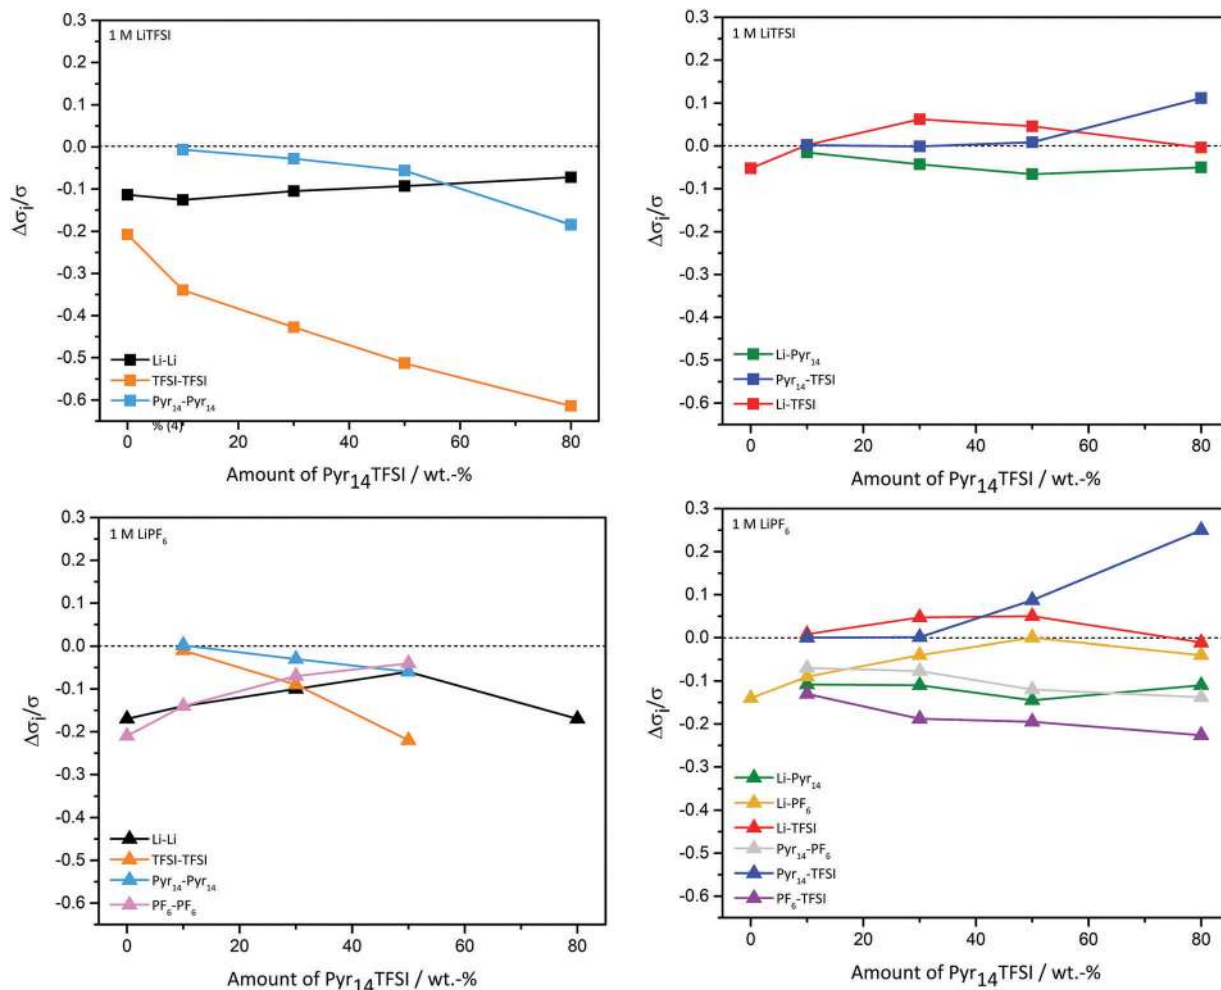 1 M LiTFSI
0.3
0.2
0.1
0.0
-0.1
-0.2
-0.3
-0.4
-0.5
-0.6
Δσi/σ
Li-Li
TFSI-TFSI
Pyr14-Pyr14
% (4)
0 20 40 60 80
Amount of Pyr14TFSI / wt.-%
1 M LiTFSI
0.3
0.2
0.1
0.0
-0.1
-0.2
-0.3
-0.4
-0.5
-0.6
Δσi/σ
Li-Pyr14
Pyr14-TFSI
Li-TFSI
0 20 40 60 80
Amount of Pyr14TFSI / wt.-%
1 M LiPF6
0.3
0.2
0.1
0.0
-0.1
-0.2
-0.3
-0.4
-0.5
-0.6
Δσi/σ
Li-Li
TFSI-TFSI
Pyr14-Pyr14
PF6-PF6
0 20 40 60 80
Amount of Pyr14TFSI / wt.-%
1 M LiPF6
0.3
0.2
0.1
0.0
-0.1
-0.2
-0.3
-0.4
-0.5
-0.6
Δσi/σ
Li-Pyr14
Li-PF6
Li-TFSI
Pyr14-PF6
Pyr14-TFSI
PF6-TFSI
0 20 40 60 80
Amount of Pyr14TFSI / wt.-%